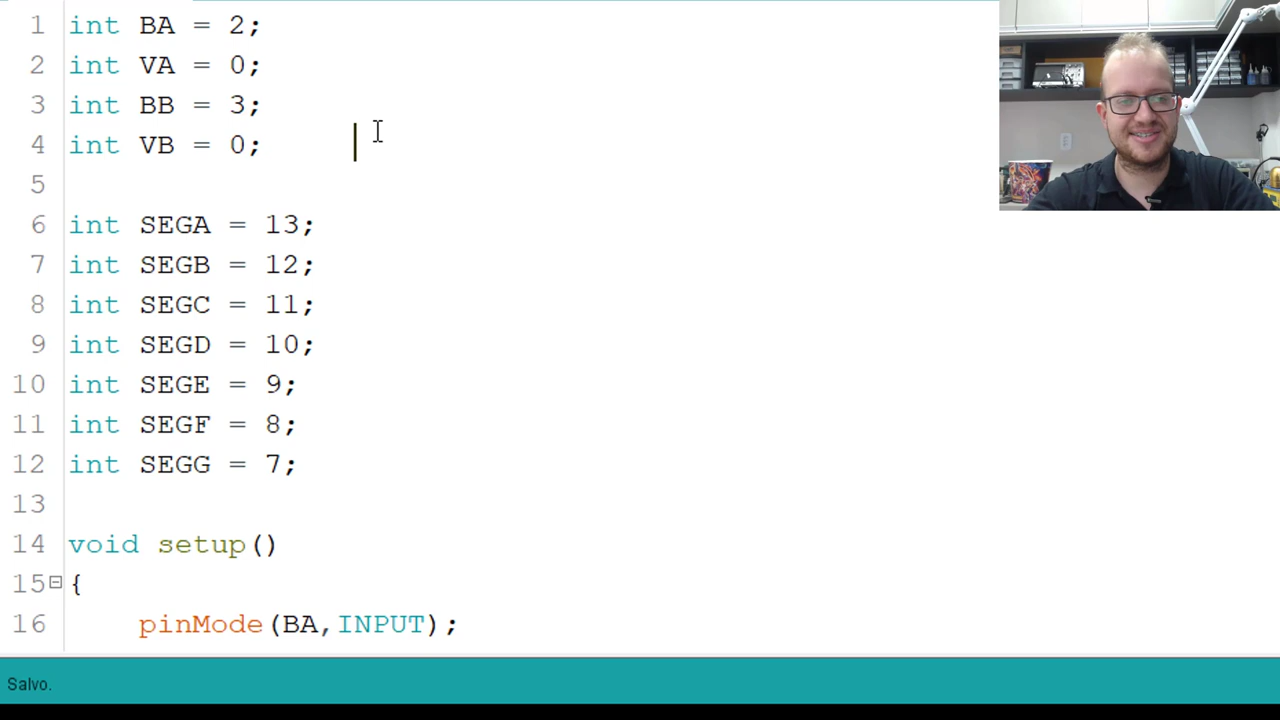 1 int BA = 2;
2 int VA = 0;
3 int BB = 3;
4 int VB = 0;
5
6 int SEGA = 13;
7 int SEGB = 12;
8 int SEGC = 11;
9 int SEGD = 10;
10 int SEGE = 9;
11 int SEGF = 8;
12 int SEGG = 7;
13
14 void setup()
15 {
16 pinMode(BA,INPUT);
Salvo.